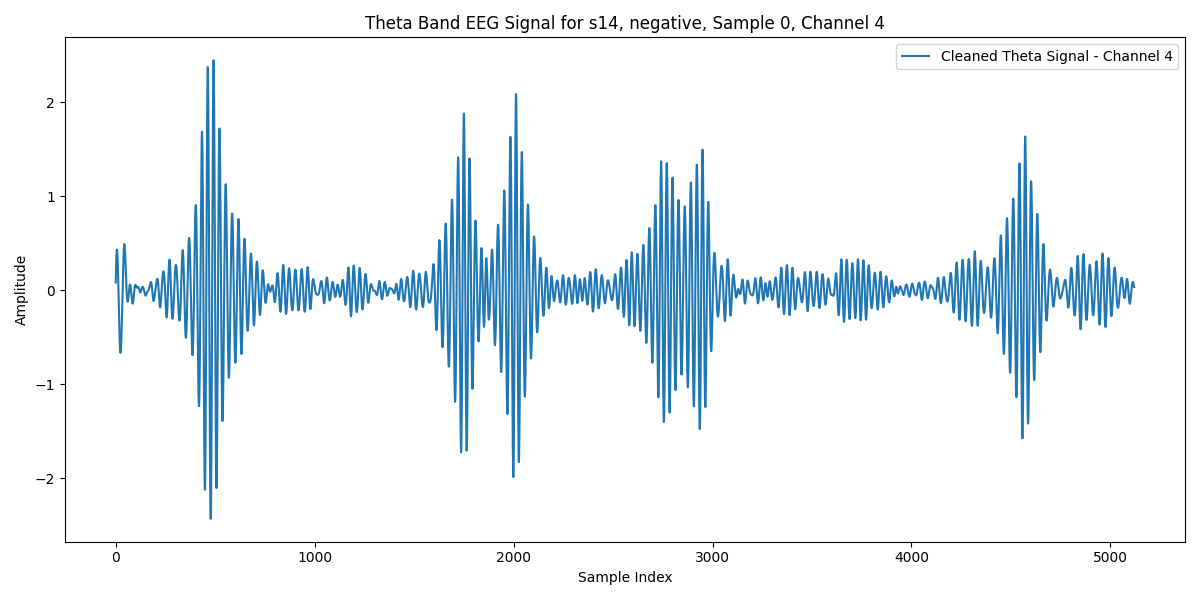 Theta Band EEG Signal for s14, negative, Sample 0, Channel 4
Cleaned Theta Signal - Channel 4
Amplitude
2
1
0
−1
−2
0 1000 2000 3000 4000 5000
Sample Index